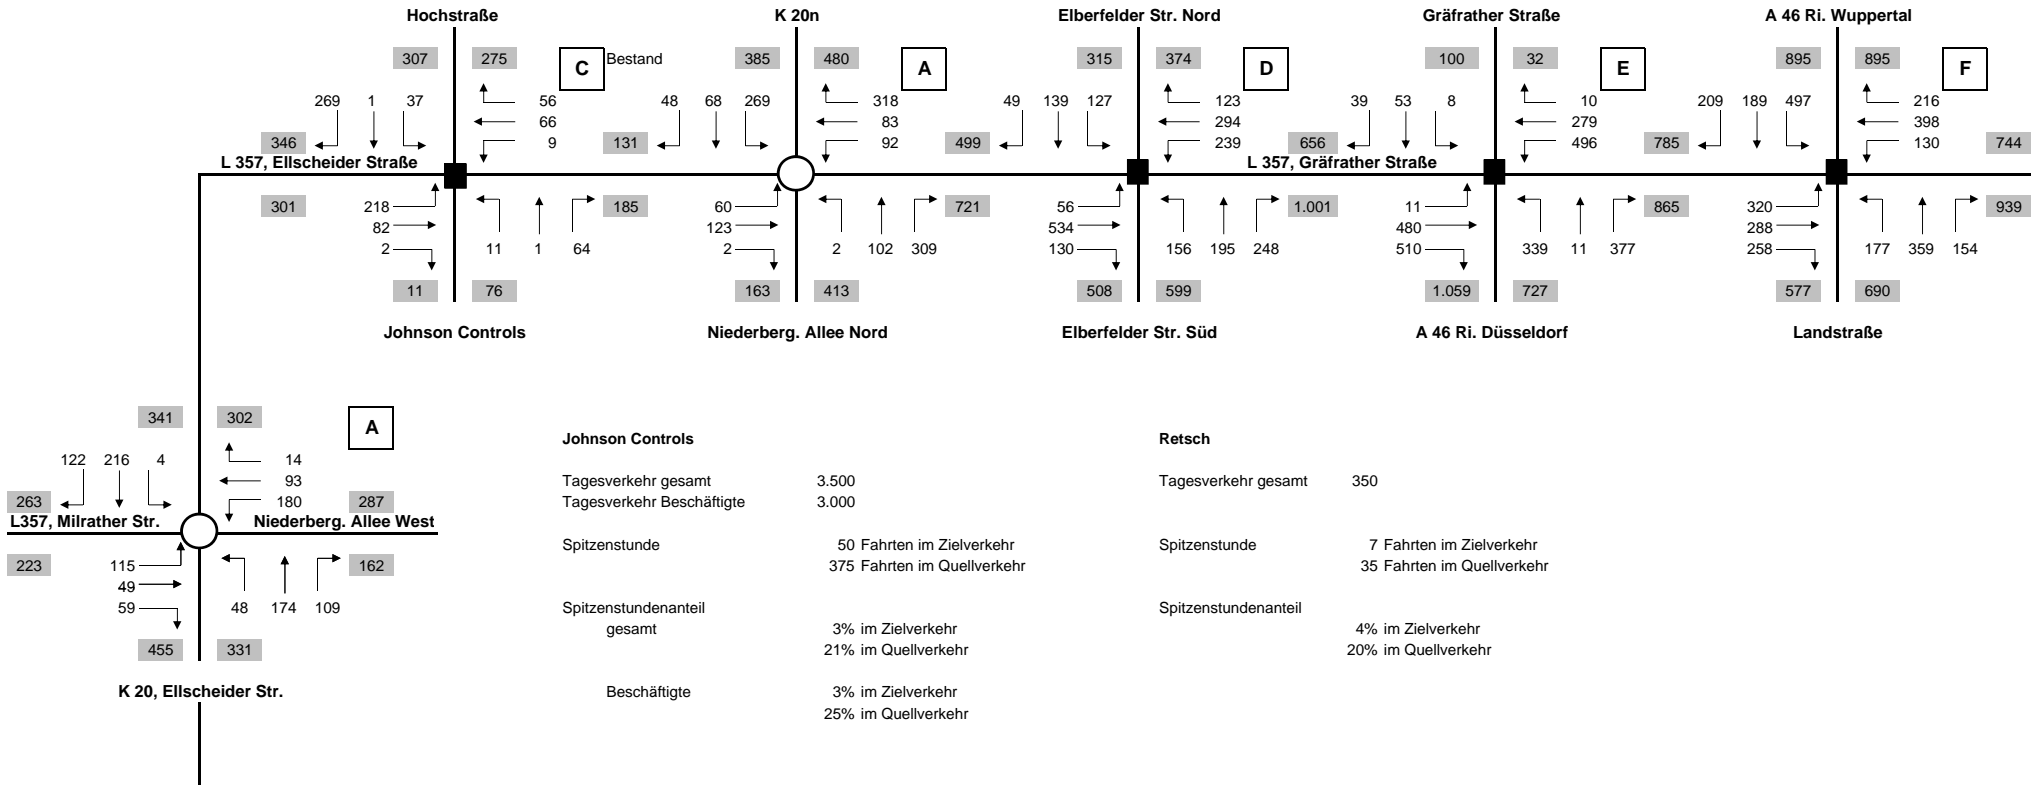 Hochstraße K 20n Elberfelder Str. Nord Gräfrather Straße A 46 Ri. Wuppertal
307 275 C Bestand 385 480 A 315 374 D 100 32 E 895 895 F
269 1 37 56 48 68 269 318 49 139 127 123 39 53 8 10 209 189 497 216
66 83 294 279 398
346 9 131 92 499 239 656 496 785 130 744
L 357, Ellscheider Straße L 357, Gräfrather Straße
301 218 185 60 721 56 1.001 11 865 320 939
82 123 534 480 288
2 11 1 64 2 2 102 309 130 156 195 248 510 339 11 377 258 177 359 154
11 76 163 413 508 599 1.059 727 577 690
Johnson Controls Niederberg. Allee Nord Elberfelder Str. Süd A 46 Ri. Düsseldorf Landstraße
341 302 A
122 216 4 14
93
263 180 287
L357, Milrather Str. Niederberg. Allee West
223 115 162
49
59 48 174 109
455 331
K 20, Ellscheider Str.
Johnson Controls
Tagesverkehr gesamt 3.500
Tagesverkehr Beschäftigte 3.000
Spitzenstunde 50 Fahrten im Zielverkehr
375 Fahrten im Quellverkehr
Spitzenstundenanteil
gesamt 3% im Zielverkehr
21% im Quellverkehr
Beschäftigte 3% im Zielverkehr
25% im Quellverkehr
Retsch
Tagesverkehr gesamt 350
Spitzenstunde 7 Fahrten im Zielverkehr
35 Fahrten im Quellverkehr
Spitzenstundenanteil
4% im Zielverkehr
20% im Quellverkehr